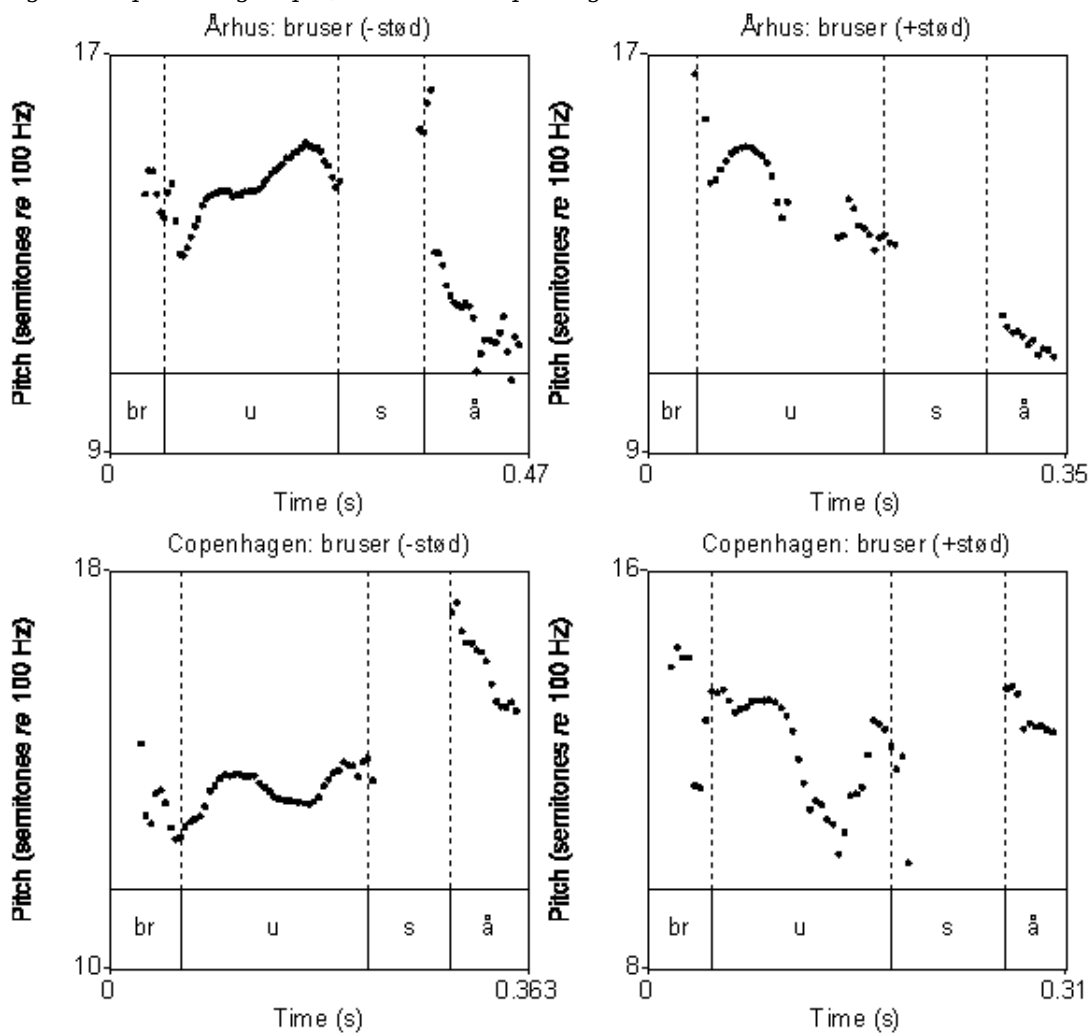 Århus: bruser (-stød)
17
Pitch (semitones re 100 Hz)
br u s å
9
0 0.47
Time (s)
Århus: bruser (+stød)
17
Pitch (semitones re 100 Hz)
br u s å
9
0 0.35
Time (s)
Copenhagen: bruser (-stød)
18
Pitch (semitones re 100 Hz)
br u s å
10
0 0.363
Time (s)
Copenhagen: bruser (+stød)
16
Pitch (semitones re 100 Hz)
br u s å
8
0 0.31
Time (s)